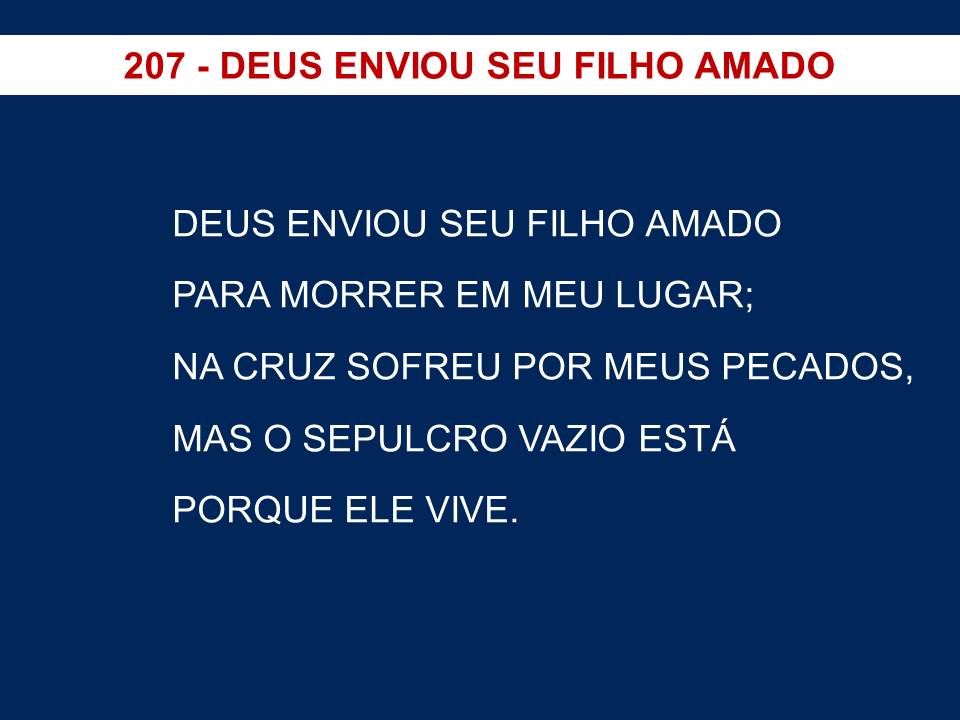 207 - DEUS ENVIOU SEU FILHO AMADO
DEUS ENVIOU SEU FILHO AMADO
PARA MORRER EM MEU LUGAR;
NA CRUZ SOFREU POR MEUS PECADOS,
MAS O SEPULCRO VAZIO ESTÁ
PORQUE ELE VIVE.